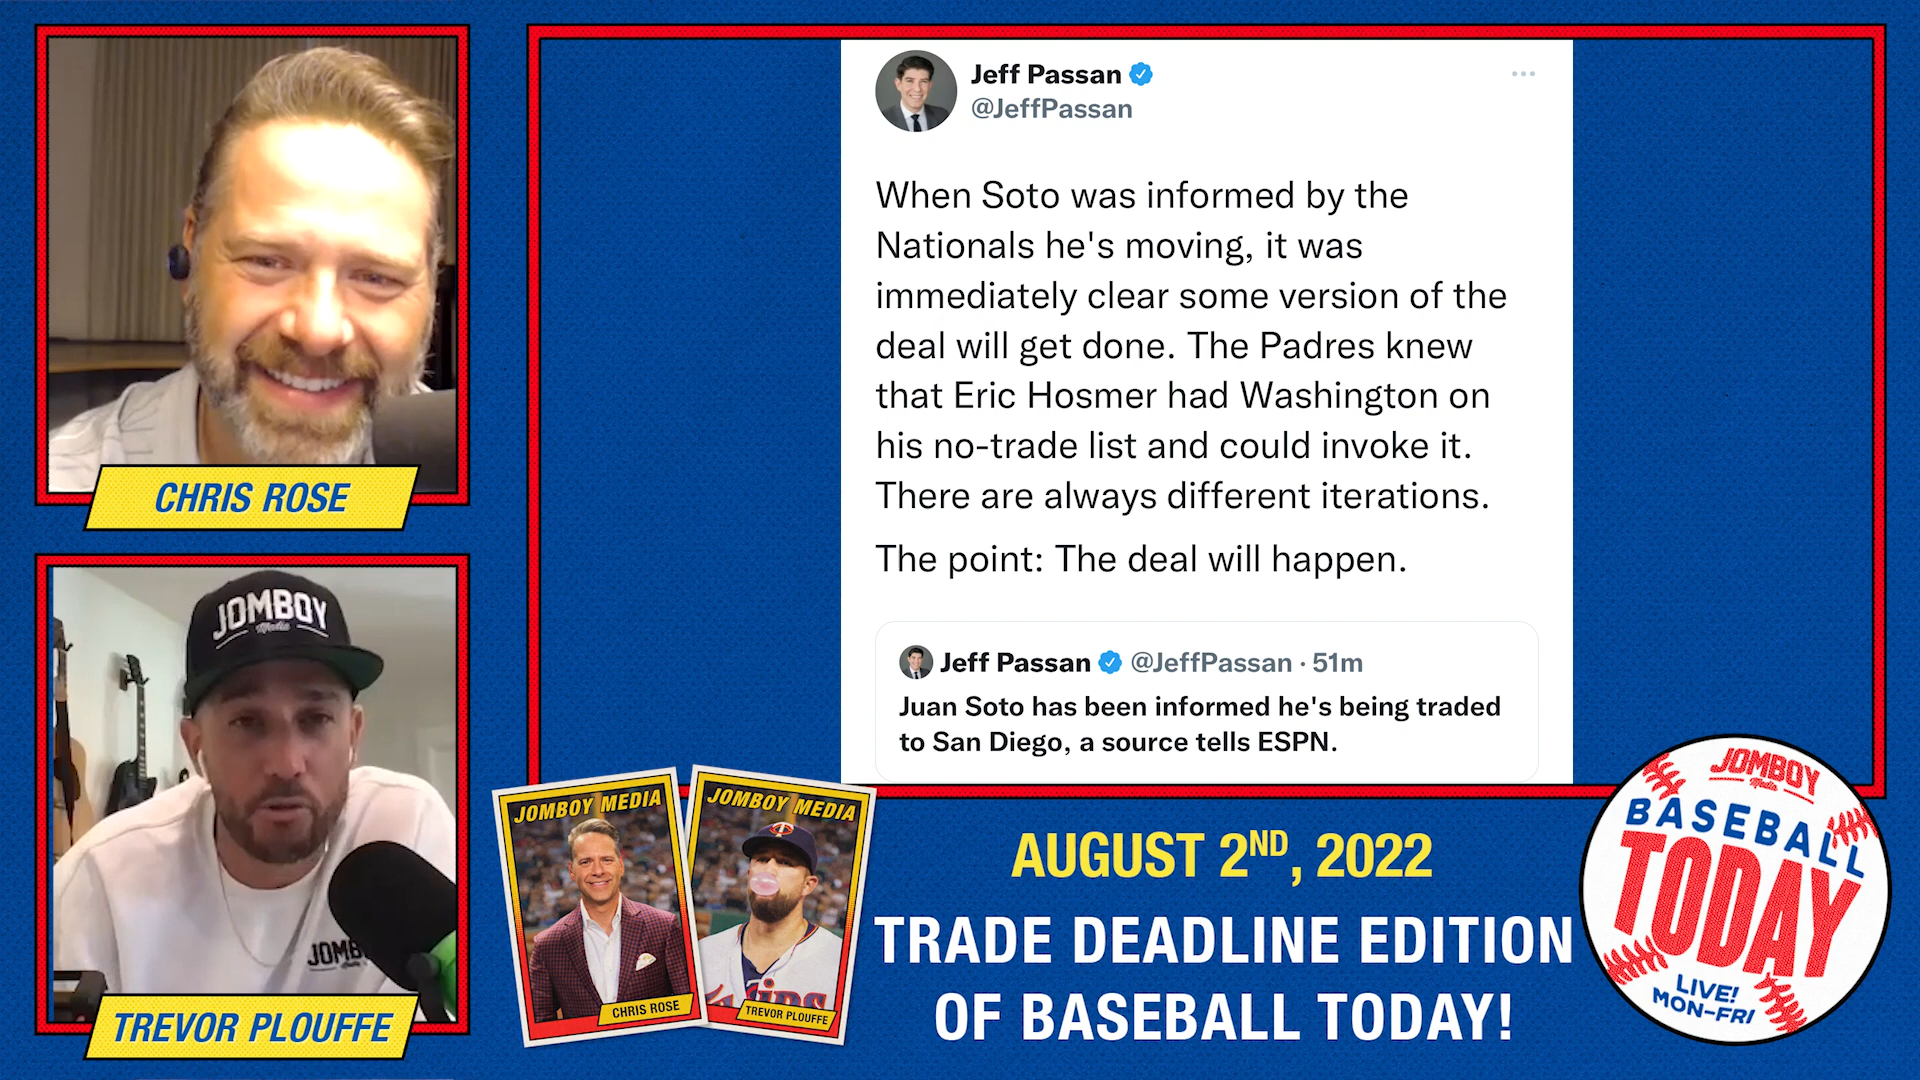 CHRIS ROSE
JOMBOY
Media
JOMB
TREVOR PLOUFFE
Jeff Passan
@JeffPassan
When Soto was informed by the
Nationals he's moving, it was
immediately clear some version of the
deal will get done. The Padres knew
that Eric Hosmer had Washington on
his no-trade list and could invoke it.
There are always different iterations.
The point: The deal will happen.
Jeff Passan @JeffPassan · 51m
Juan Soto has been informed he's being traded
to San Diego, a source tells ESPN.
JOMBOY MEDIA
CHRIS ROSE
JOMBOY MEDIA
TREVOR PLOUFFE
AUGUST 2ND, 2022
TRADE DEADLINE EDITION
OF BASEBALL TODAY!
JOMBOY
Media
BASEBALL
TODAY
LIVE!
MON-FRI